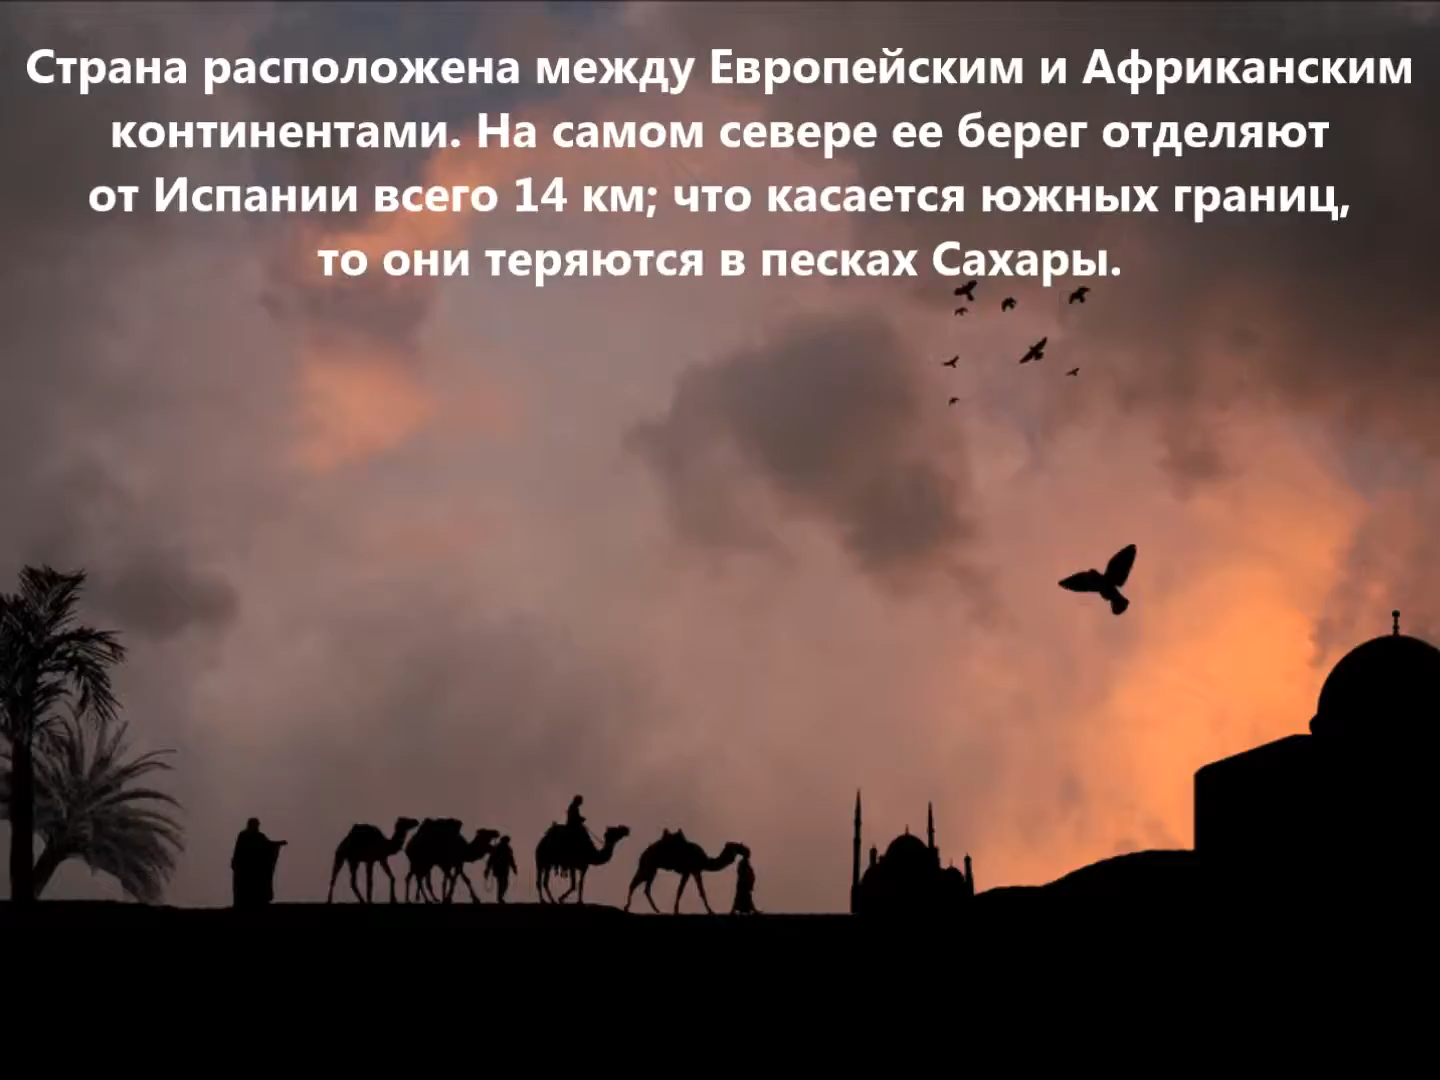 Страна расположена между Европейским и Африканским
континентами. На самом севере ее берег отделяют
от Испании всего 14 км; что касается южных границ,
то они теряются в песках Сахары.